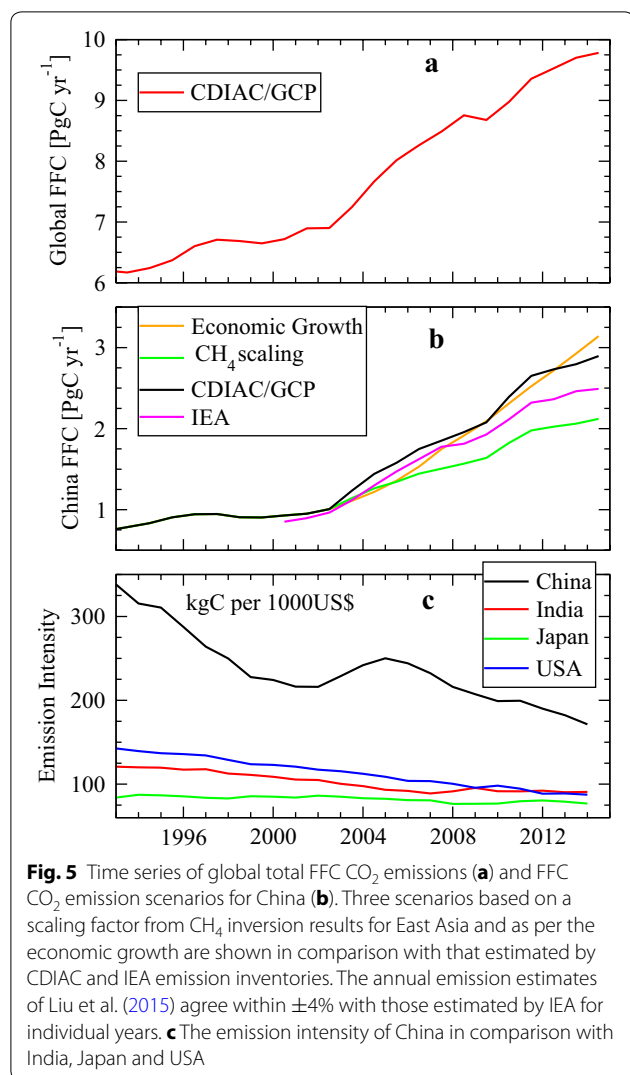 10
9
8
7
6
Global FFC [PgC yr⁻¹]
a
CDIAC/GCP
3
2
1
China FFC [PgC yr⁻¹]
b
Economic Growth
CH₄ scaling
CDIAC/GCP
IEA
300
200
100
Emission Intensity
kgC per 1000US$
c
China
India
Japan
USA
1996 2000 2004 2008 2012
Fig. 5 Time series of global total FFC CO₂ emissions (a) and FFC
CO₂ emission scenarios for China (b). Three scenarios based on a
scaling factor from CH₄ inversion results for East Asia and as per the
economic growth are shown in comparison with that estimated by
CDIAC and IEA emission inventories. The annual emission estimates
of Liu et al. (2015) agree within ±4% with those estimated by IEA for
individual years. c The emission intensity of China in comparison with
India, Japan and USA